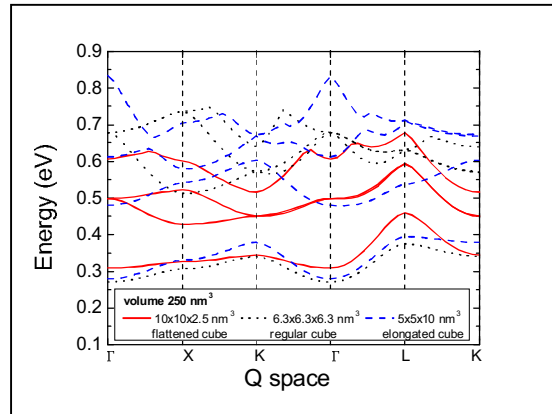 0.9
0.8
0.7
0.6
0.5
0.4
0.3
0.2
0.1
Energy (eV)
volume 250 nm³
10x10x2.5 nm³ 6.3x6.3x6.3 nm³ 5x5x10 nm³
flattened cube regular cube elongated cube
Γ X K Γ L K
Q space